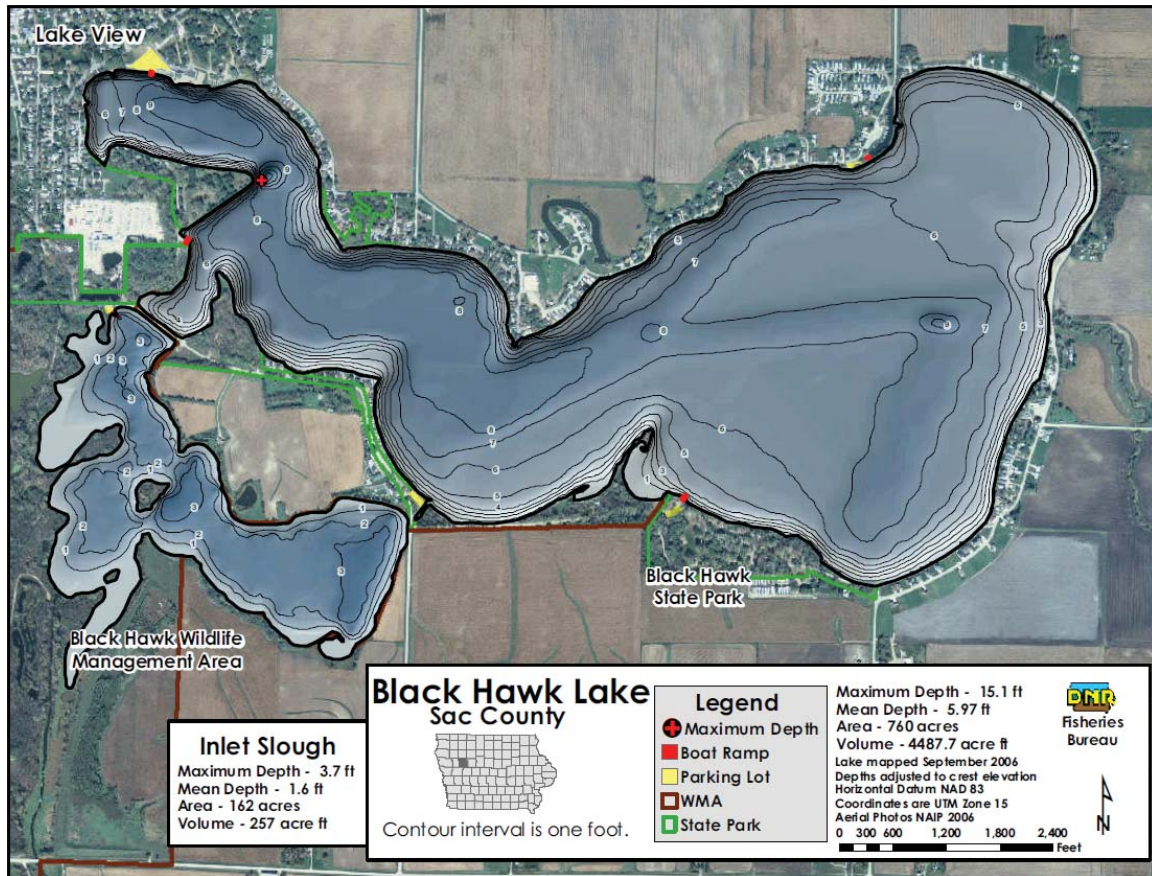 Lake View
Black Hawk
State Park
Black Hawk Wildlife
Management Area
Inlet Slough
Maximum Depth - 3.7 ft
Mean Depth - 1.6 ft
Area - 162 acres
Volume - 257 acre ft
Black Hawk Lake
Sac County
Contour interval is one foot.
Legend
Maximum Depth
Boat Ramp
Parking Lot
WMA
State Park
Maximum Depth - 15.1 ft
Mean Depth - 5.97 ft
Area - 760 acres
Volume - 4487.7 acre ft
Lake mapped September 2006
Depths adjusted to crest elevation
Horizontal Datum NAD 83
Coordinates are UTM Zone 15
Aerial Photos NAIP 2006
0 300 600 1,200 1,800 2,400
Feet
DNR
Fisheries
Bureau
N